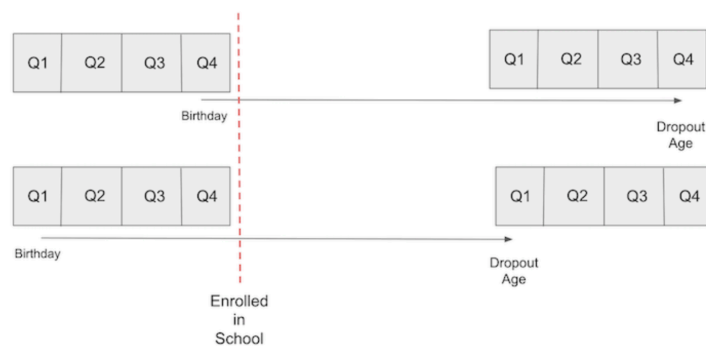 Q1 Q2 Q3 Q4
Q1 Q2 Q3 Q4
Birthday
Dropout
Age
Q1 Q2 Q3 Q4
Q1 Q2 Q3 Q4
Birthday
Dropout
Age
Enrolled
in
School